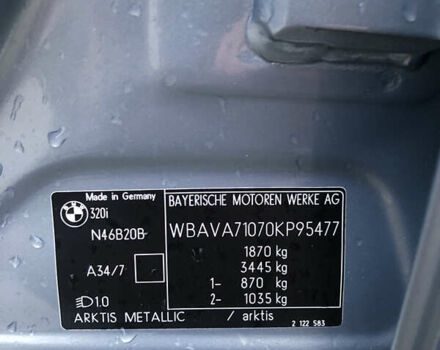 Made in Germany
BAYERISCHE MOTOREN WERKE AG
BMW
320i
N46B20B
WBAVA71070KP95477
1870 kg
3445 kg
A34/7
1- 870 kg
1.0
2- 1035 kg
ARKTIS METALLIC / arktis
2 122 583